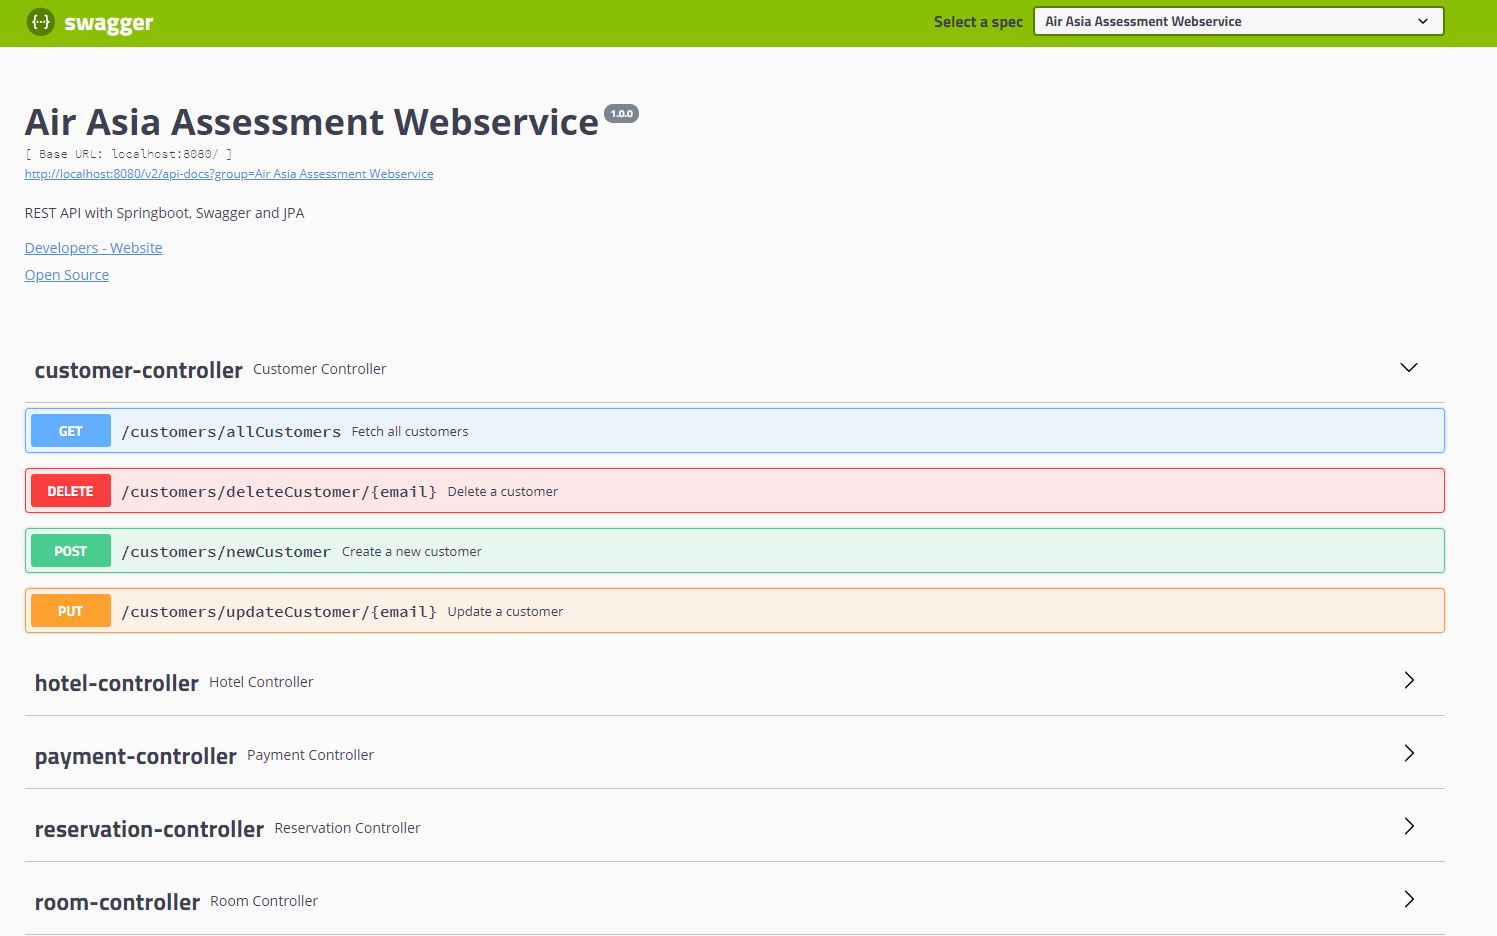 {···} swagger
Select a spec Air Asia Assessment Webservice
Air Asia Assessment Webservice 1.0.0
[ Base URL: localhost:8080/ ]
http://localhost:8080/v2/api-docs?group=Air Asia Assessment Webservice
REST API with Springboot, Swagger and JPA
Developers - Website
Open Source
customer-controller Customer Controller
GET /customers/allCustomers Fetch all customers
DELETE /customers/deleteCustomer/{email} Delete a customer
POST /customers/newCustomer Create a new customer
PUT /customers/updateCustomer/{email} Update a customer
hotel-controller Hotel Controller
payment-controller Payment Controller
reservation-controller Reservation Controller
room-controller Room Controller